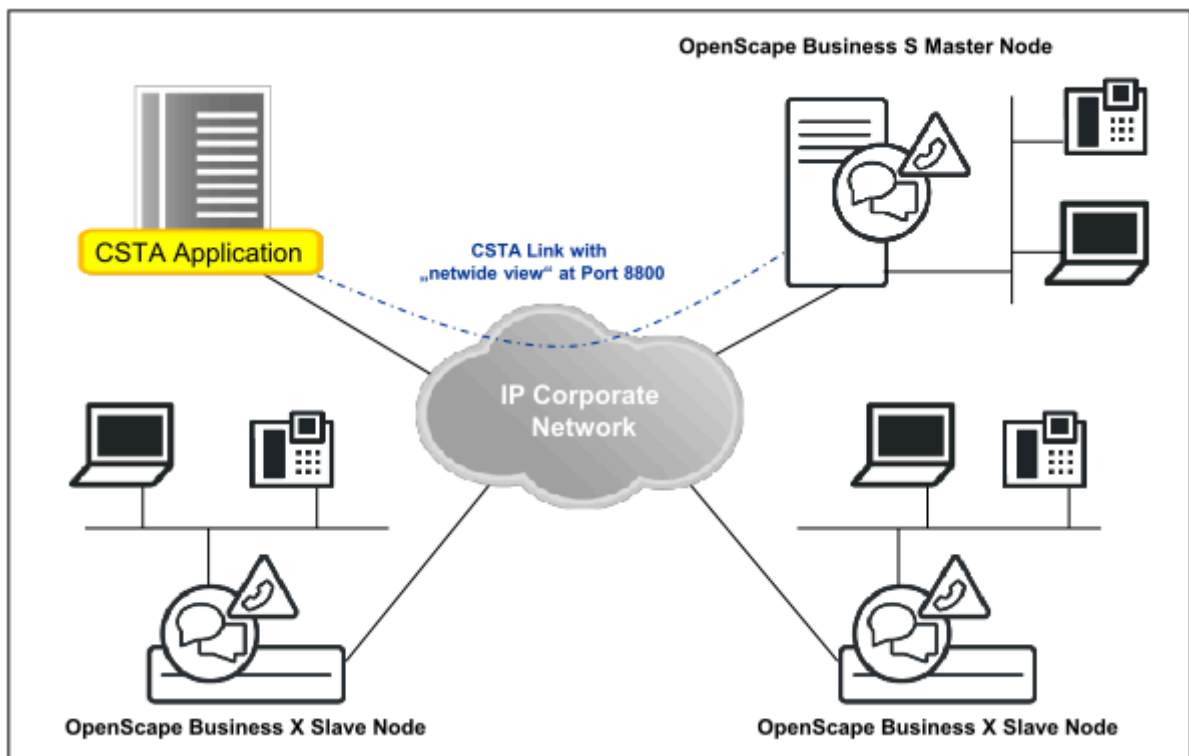 OpenScape Business S Master Node
CSTA Application
CSTA Link with
„netwide view“ at Port 8800
IP Corporate
Network
OpenScape Business X Slave Node
OpenScape Business X Slave Node